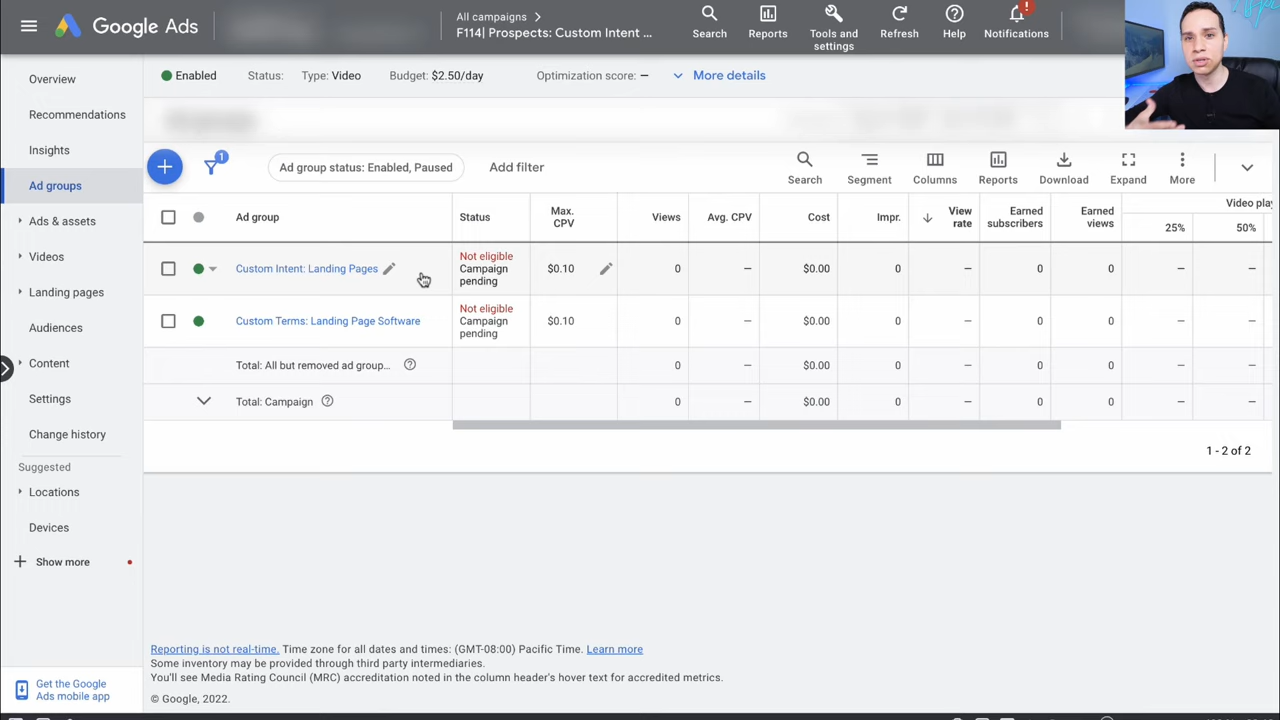 Google Ads
All campaigns
F114| Prospects: Custom Intent ...
Search
Reports
Tools and settings
Refresh
Help
!
Notifications
Overview
Recommendations
Insights
Ad groups
Ads & assets
Videos
Landing pages
Audiences
Content
Settings
Change history
Suggested
Locations
Devices
Show more
Get the Google
Ads mobile app
Enabled Status: Type: Video Budget: $2.50/day Optimization score: — More details
1
Ad group status: Enabled, Paused
Add filter
Search
Segment
Columns
Reports
Download
Expand
More
Ad group Status Max. CPV Views Avg. CPV Cost Impr. View rate Earned subscribers Earned views Video play
25% 50%
Custom Intent: Landing Pages Not eligible Campaign pending $0.10 0 — $0.00 0 — 0 0 — —
Custom Terms: Landing Page Software Not eligible Campaign pending $0.10 0 — $0.00 0 — 0 0 — —
Total: All but removed ad group... 0 — $0.00 0 — 0 0 — —
Total: Campaign 0 — $0.00 0 — 0 0 — —
1 - 2 of 2
Reporting is not real-time. Time zone for all dates and times: (GMT-08:00) Pacific Time. Learn more
Some inventory may be provided through third party intermediaries.
You'll see Media Rating Council (MRC) accreditation noted in the column header's hover text for accredited metrics.
© Google, 2022.